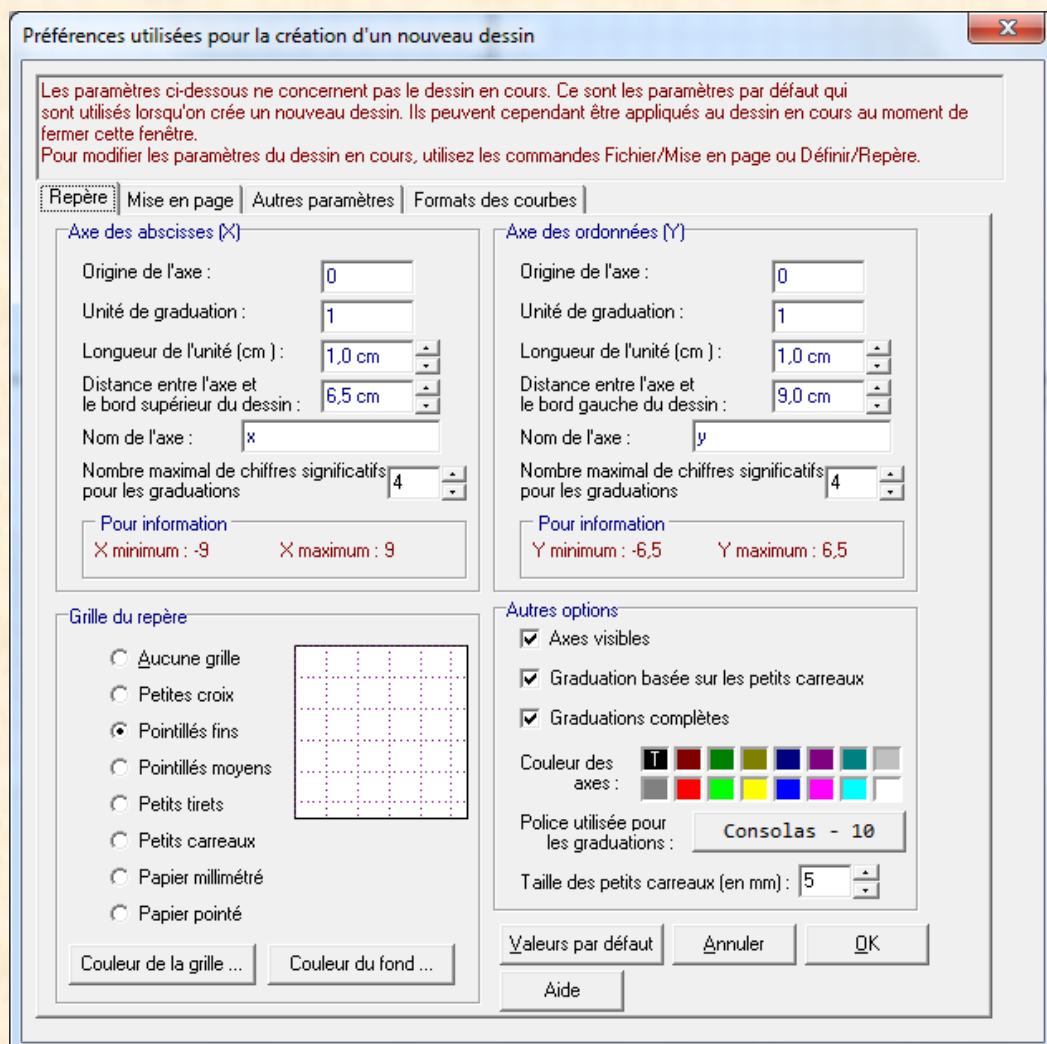 Préférences utilisées pour la création d'un nouveau dessin
Les paramètres ci-dessous ne concernent pas le dessin en cours. Ce sont les paramètres par défaut qui
sont utilisés lorsqu'on crée un nouveau dessin. Ils peuvent cependant être appliqués au dessin en cours au moment de
fermer cette fenêtre.
Pour modifier les paramètres du dessin en cours, utilisez les commandes Fichier/Mise en page ou Définir/Repère.
Repère Mise en page Autres paramètres Formats des courbes
Axe des abscisses (X)
Origine de l'axe : 0
Unité de graduation : 1
Longueur de l'unité (cm ) : 1,0 cm
Distance entre l'axe et
le bord supérieur du dessin : 6,5 cm
Nom de l'axe : x
Nombre maximal de chiffres significatifs
pour les graduations 4
Pour information
X minimum : -9 X maximum : 9
Axe des ordonnées (Y)
Origine de l'axe : 0
Unité de graduation : 1
Longueur de l'unité (cm ) : 1,0 cm
Distance entre l'axe et
le bord gauche du dessin : 9,0 cm
Nom de l'axe : y
Nombre maximal de chiffres significatifs
pour les graduations 4
Pour information
Y minimum : -6,5 Y maximum : 6,5
Grille du repère
Aucune grille
Petites croix
Pointillés fins
Pointillés moyens
Petits tirets
Petits carreaux
Papier millimétré
Papier pointé
Couleur de la grille ... Couleur du fond ...
Autres options
Axes visibles
Graduation basée sur les petits carreaux
Graduations complètes
Couleur des
axes : T
Police utilisée pour
les graduations : Consolas - 10
Taille des petits carreaux (en mm) : 5
Valeurs par défaut Annuler OK
Aide